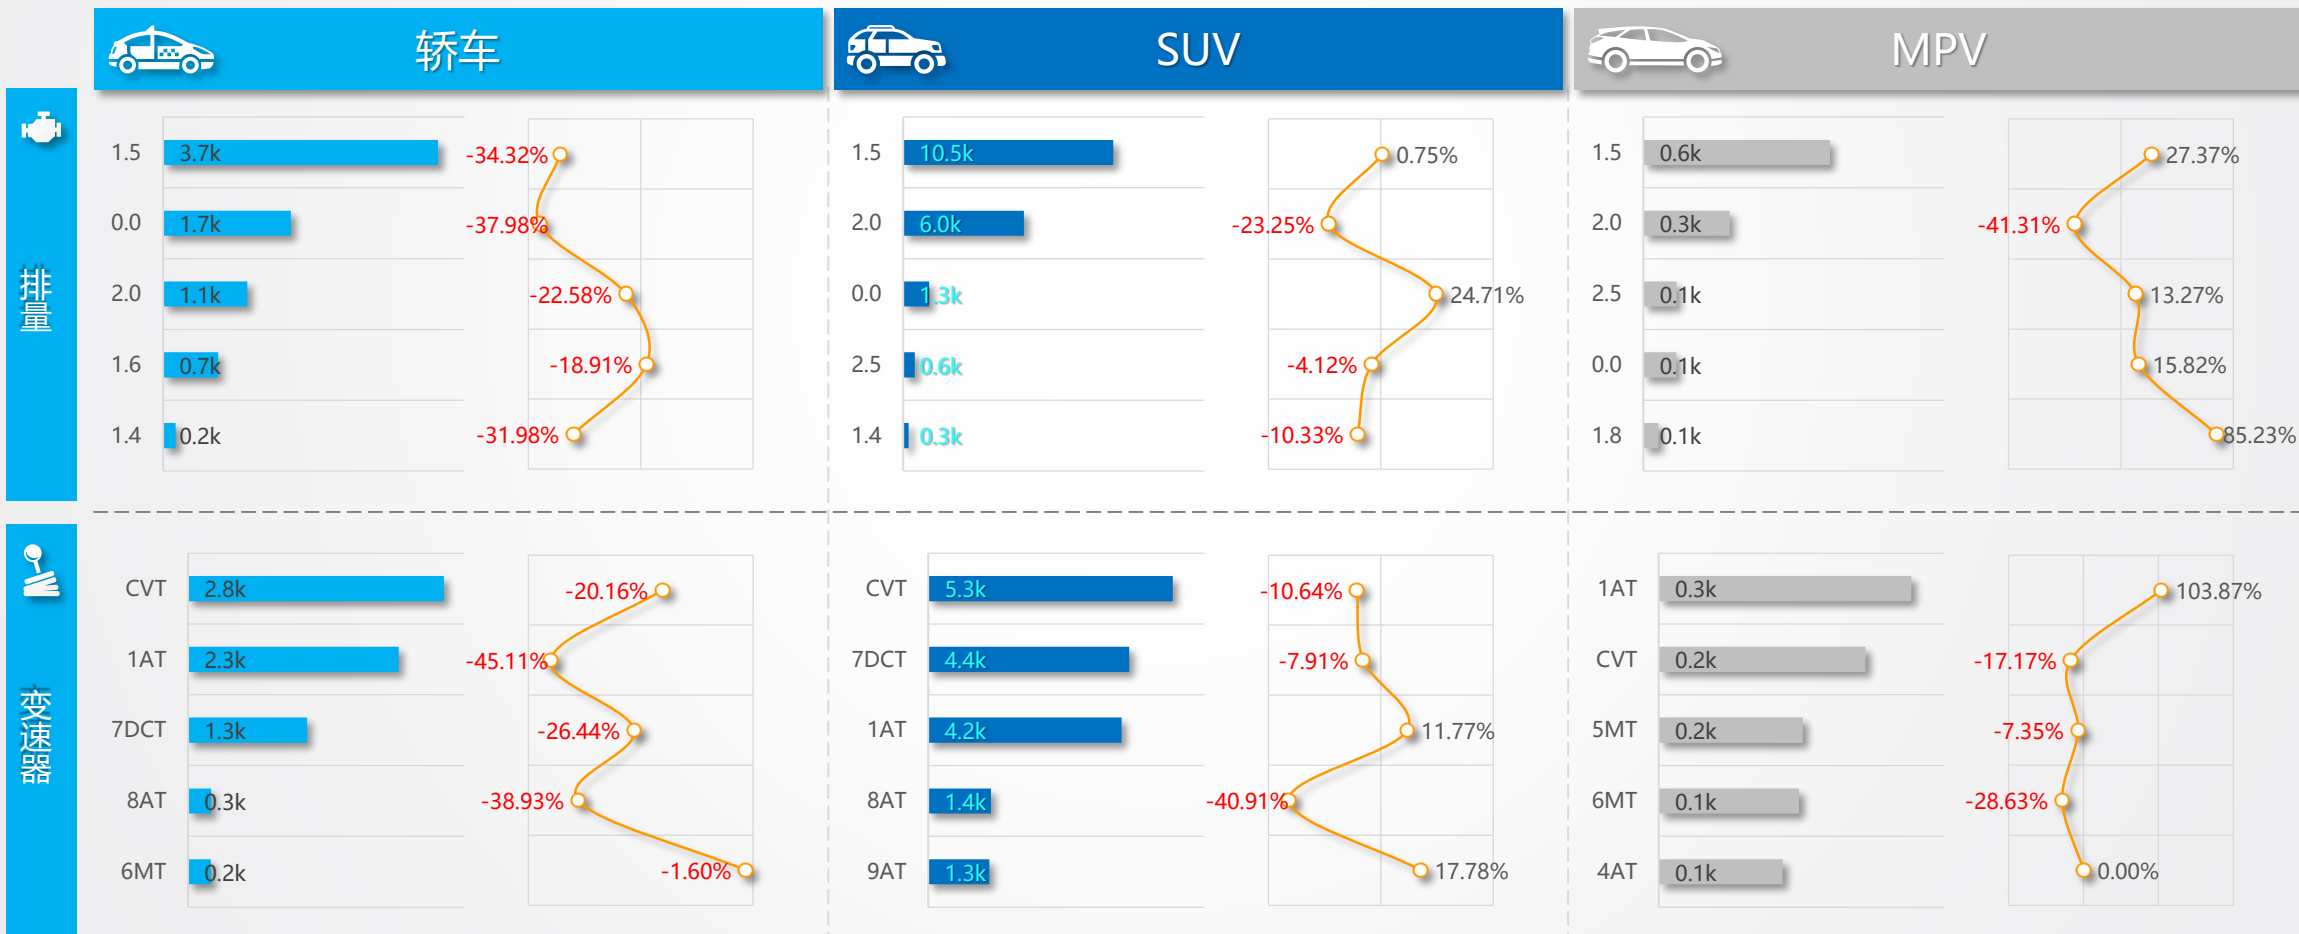 轿车
SUV
MPV
排量
1.5 3.7k -34.32%
0.0 1.7k -37.98%
2.0 1.1k -22.58%
1.6 0.7k -18.91%
1.4 0.2k -31.98%
1.5 10.5k 0.75%
2.0 6.0k -23.25%
0.0 1.3k 24.71%
2.5 0.6k -4.12%
1.4 0.3k -10.33%
1.5 0.6k 27.37%
2.0 0.3k -41.31%
2.5 0.1k 13.27%
0.0 0.1k 15.82%
1.8 0.1k 85.23%
变速器
CVT 2.8k -20.16%
1AT 2.3k -45.11%
7DCT 1.3k -26.44%
8AT 0.3k -38.93%
6MT 0.2k -1.60%
CVT 5.3k -10.64%
7DCT 4.4k -7.91%
1AT 4.2k 11.77%
8AT 1.4k -40.91%
9AT 1.3k 17.78%
1AT 0.3k 103.87%
CVT 0.2k -17.17%
5MT 0.2k -7.35%
6MT 0.1k -28.63%
4AT 0.1k 0.00%